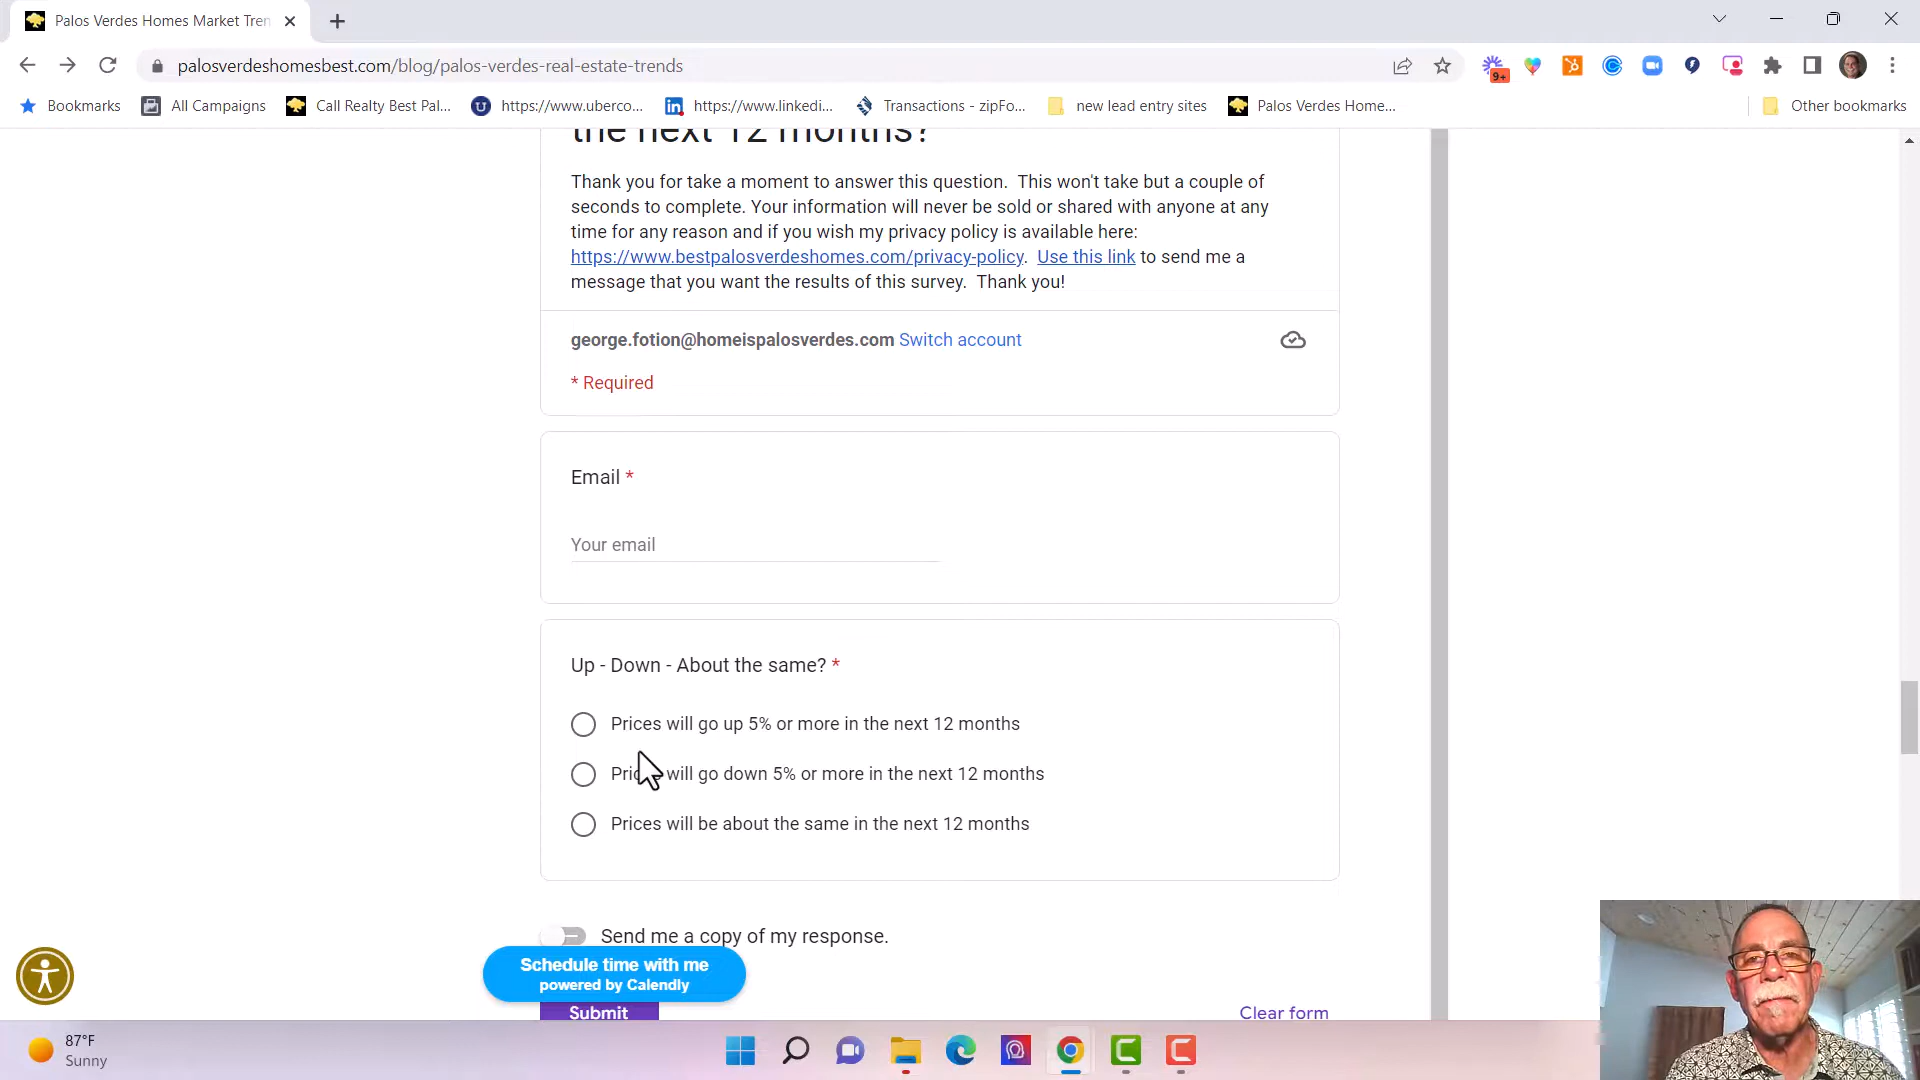 Palos Verdes Homes Market Tren
palosverdeshomesbest.com/blog/palos-verdes-real-estate-trends
9+
Bookmarks
All Campaigns
Call Realty Best Pal...
https://www.uberco...
https://www.linkedi...
Transactions - zipFo...
new lead entry sites
Palos Verdes Home...
Other bookmarks
the next 12 months?
Thank you for take a moment to answer this question. This won't take but a couple of
seconds to complete. Your information will never be sold or shared with anyone at any
time for any reason and if you wish my privacy policy is available here:
https://www.bestpalosverdeshomes.com/privacy-policy. Use this link to send me a
message that you want the results of this survey. Thank you!
george.fotion@homeispalosverdes.com Switch account
* Required
Email *
Your email
Up - Down - About the same? *
Prices will go up 5% or more in the next 12 months
Prices will go down 5% or more in the next 12 months
Prices will be about the same in the next 12 months
Send me a copy of my response.
Schedule time with me
powered by Calendly
Submit
Clear form
87°F
Sunny